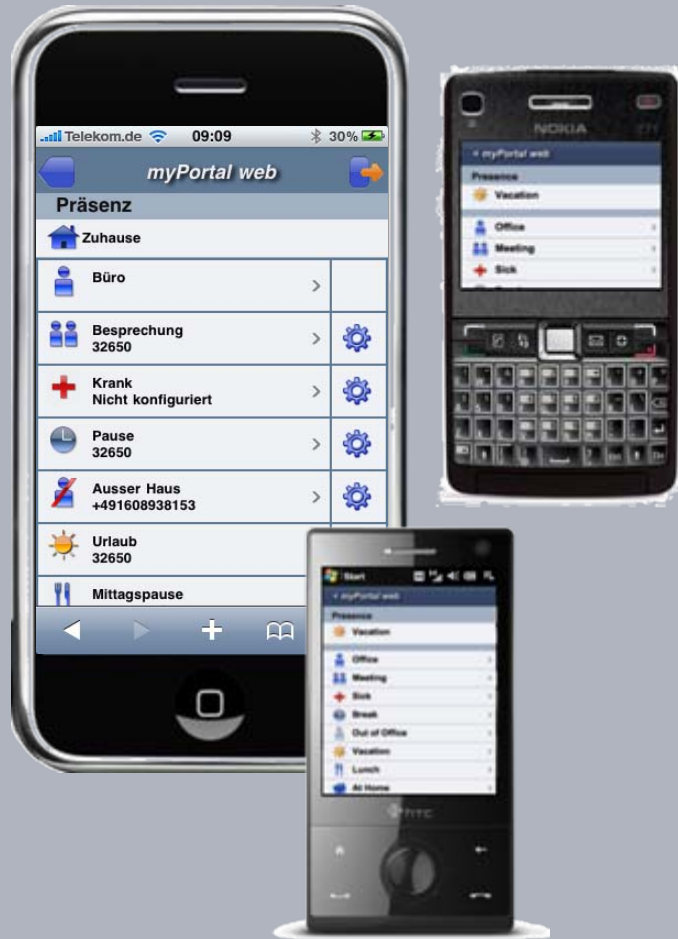 Telekom.de 09:09 30%
myPortal web
Präsenz
Zuhause
Büro
Besprechung
32650
Krank
Nicht konfiguriert
Pause
32650
Ausser Haus
+491608938153
Urlaub
32650
Mittagspause
NOKIA
< myPortal web
Presence
Vacation
Office
Meeting
Sick
Start
< myPortal web
Presence
Vacation
Office
Meeting
Sick
Break
Out of Office
Vacation
Lunch
At Home
hTC